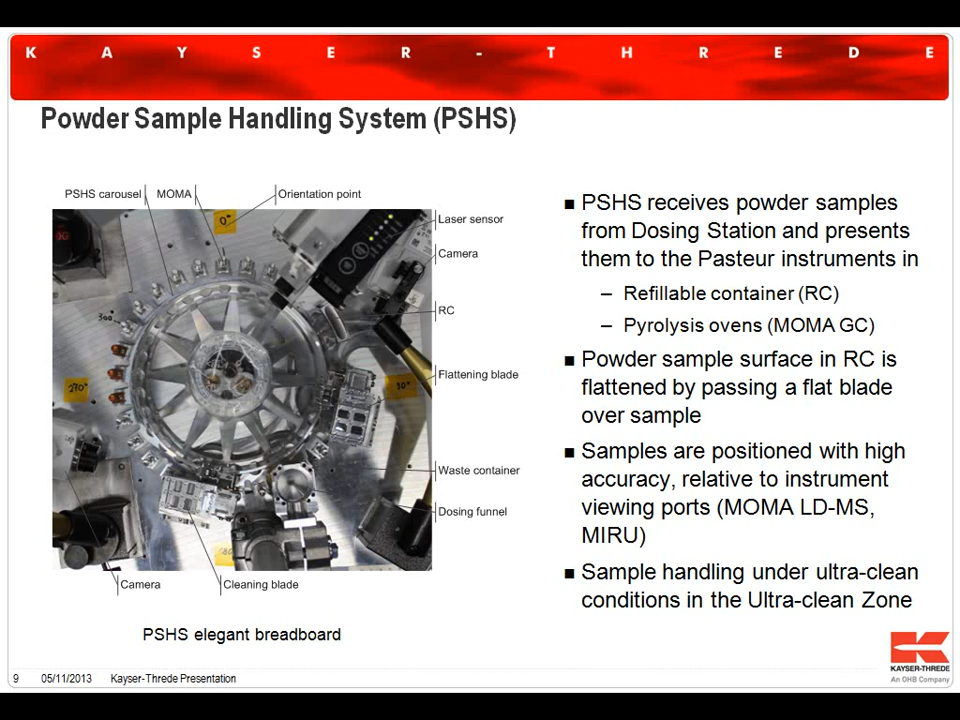 K A Y S E R - T H R E D E
Powder Sample Handling System (PSHS)
PSHS carousel
MOMA
Orientation point
Laser sensor
Camera
RC
Flattening blade
Waste container
Dosing funnel
Camera
Cleaning blade
0°
300°
270°
90°
PSHS elegant breadboard
■ PSHS receives powder samples
from Dosing Station and presents
them to the Pasteur instruments in
– Refillable container (RC)
– Pyrolysis ovens (MOMA GC)
■ Powder sample surface in RC is
flattened by passing a flat blade
over sample
■ Samples are positioned with high
accuracy, relative to instrument
viewing ports (MOMA LD-MS,
MIRU)
■ Sample handling under ultra-clean
conditions in the Ultra-clean Zone
KAYSER-THREDE
An OHB Company
9 05/11/2013 Kayser-Threde Presentation